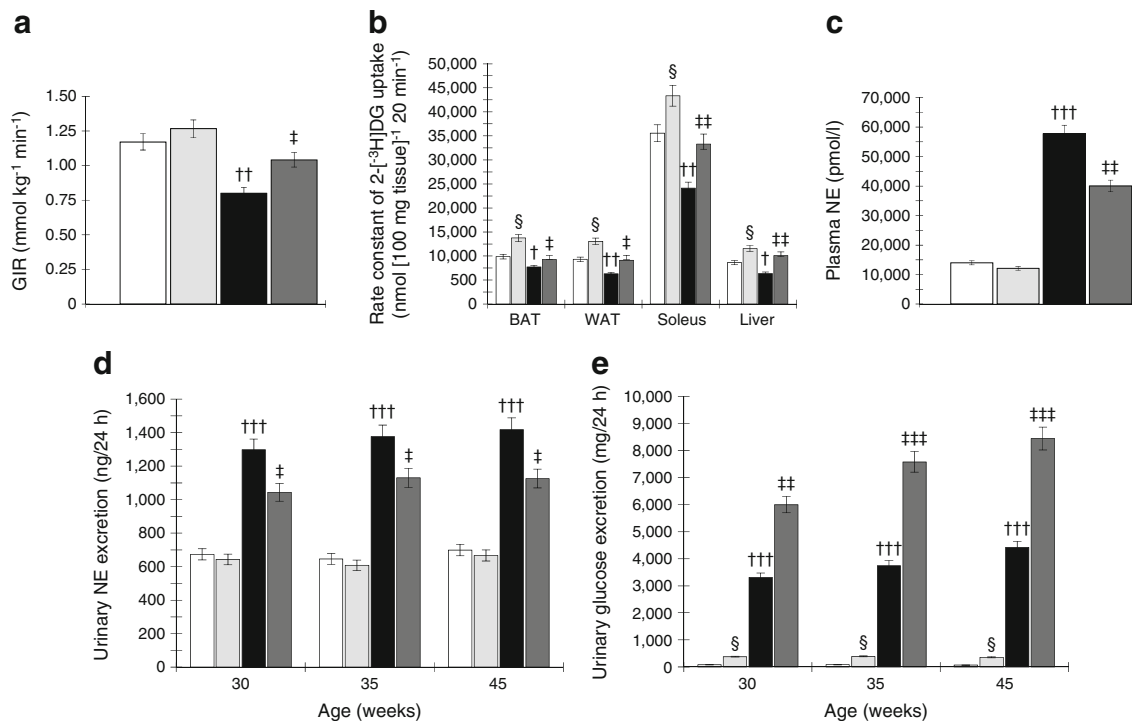 a
GIR (mmol kg-1 min-1)
1.50
1.25
1.00
0.75
0.50
0.25
0
††
‡
b
Rate constant of 2-[-3H]DG uptake
(nmol [100 mg tissue]-1 20 min-1)
50,000
45,000
40,000
35,000
30,000
25,000
20,000
15,000
10,000
5,000
0
§ † ‡
§ †† ‡
§ †† ‡‡
§ † ‡‡
BAT WAT Soleus Liver
c
Plasma NE (pmol/l)
70,000
60,000
50,000
40,000
30,000
20,000
10,000
0
†††
‡‡
d
Urinary NE excretion (ng/24 h)
1,600
1,400
1,200
1,000
800
600
400
200
0
††† ‡
††† ‡
††† ‡
30 35 45
Age (weeks)
e
Urinary glucose excretion (mg/24 h)
10,000
9,000
8,000
7,000
6,000
5,000
4,000
3,000
2,000
1,000
0
§ ††† ‡‡
§ ††† ‡‡‡
§ ††† ‡‡‡
30 35 45
Age (weeks)